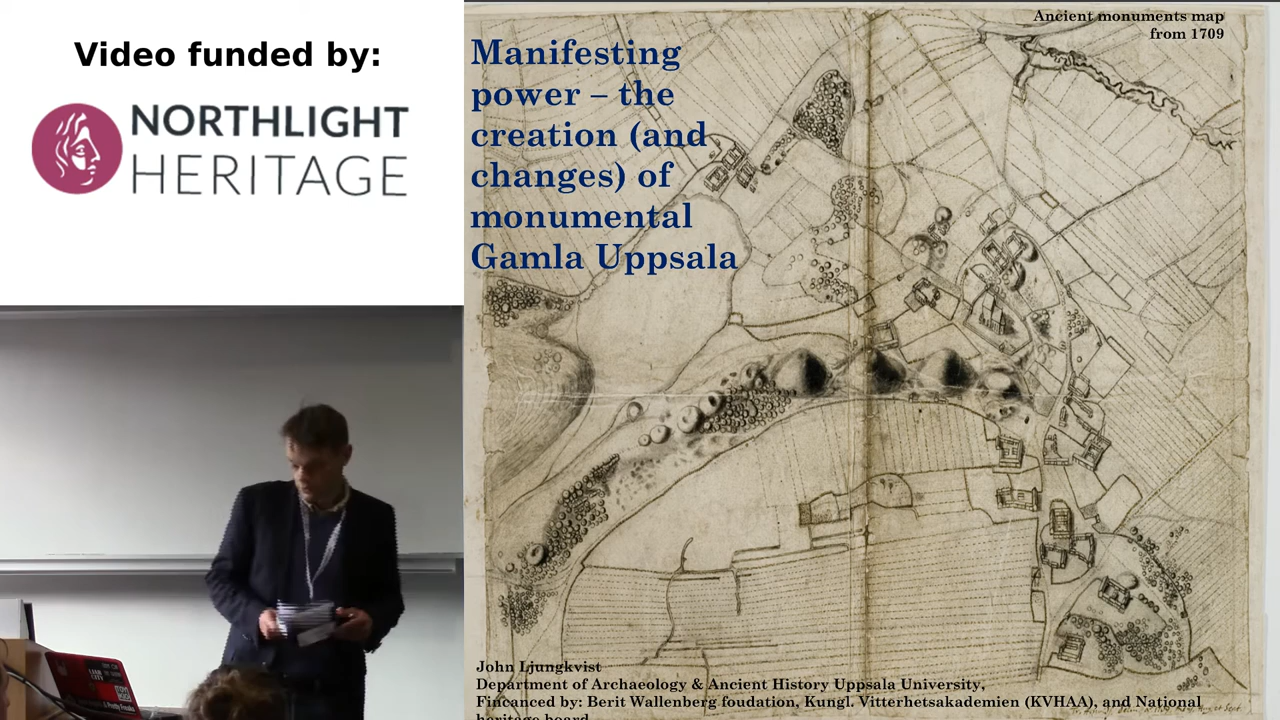 Video funded by:
NORTHLIGHT
HERITAGE
Ancient monuments map
from 1709
Manifesting
power – the
creation (and
changes) of
monumental
Gamla Uppsala
John Ljungkvist
Department of Archaeology & Ancient History Uppsala University,
Fincanced by: Berit Wallenberg foudation, Kungl. Vitterhetsakademien (KVHAA), and National
heritage board